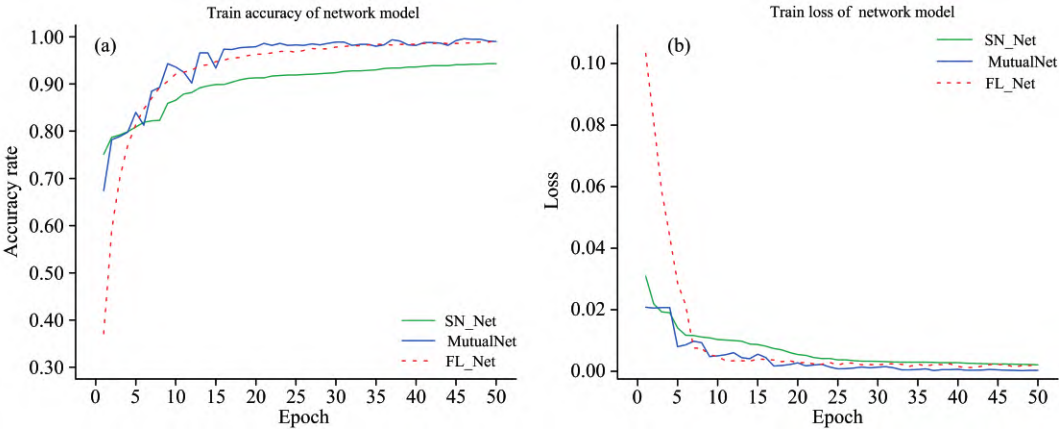 Train accuracy of network model
(a)
Accuracy rate
1.00
0.90
0.80
0.70
0.60
0.50
0.40
0.30
SN_Net
MutualNet
FL_Net
0 5 10 15 20 25 30 35 40 45 50
Epoch
Train loss of network model
(b)
Loss
0.10
0.08
0.06
0.04
0.02
0.00
SN_Net
MutualNet
FL_Net
0 5 10 15 20 25 30 35 40 45 50
Epoch